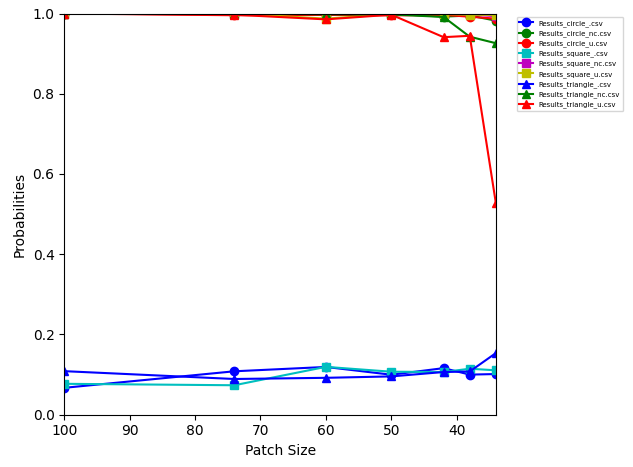 1.0
0.8
0.6
0.4
0.2
0.0
Probabilities
100 90 80 70 60 50 40
Patch Size
Results_circle_.csv
Results_circle_nc.csv
Results_circle_u.csv
Results_square_.csv
Results_square_nc.csv
Results_square_u.csv
Results_triangle_.csv
Results_triangle_nc.csv
Results_triangle_u.csv